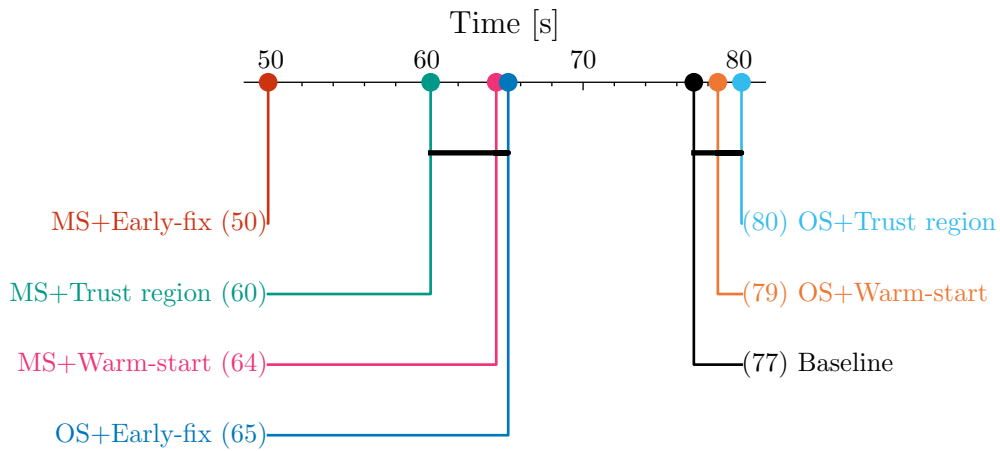 Time [s]
50 60 70 80
MS+Early-fix (50)
(80) OS+Trust region
MS+Trust region (60)
(79) OS+Warm-start
MS+Warm-start (64)
(77) Baseline
OS+Early-fix (65)